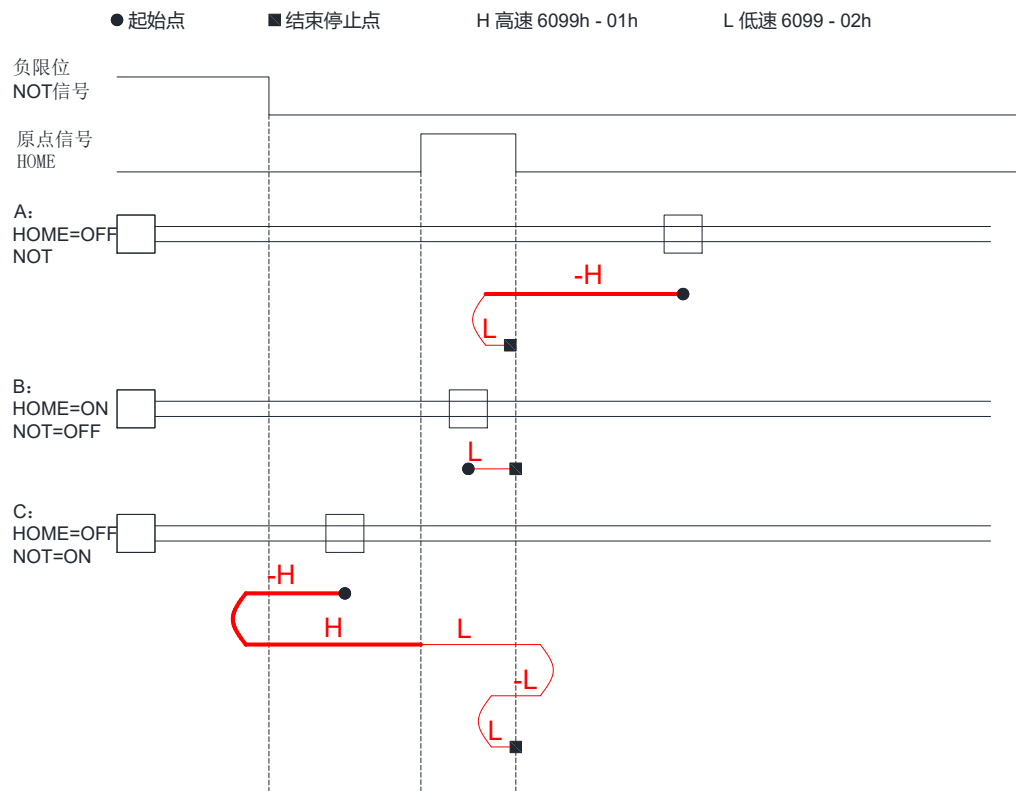 起始点 结束停止点 H 高速 6099h - 01h L 低速 6099 - 02h
负限位
NOT信号
原点信号
HOME
A:
HOME=OFF
NOT
-H
L
B:
HOME=ON
NOT=OFF
L
C:
HOME=OFF
NOT=ON
-H
H L
-L
L